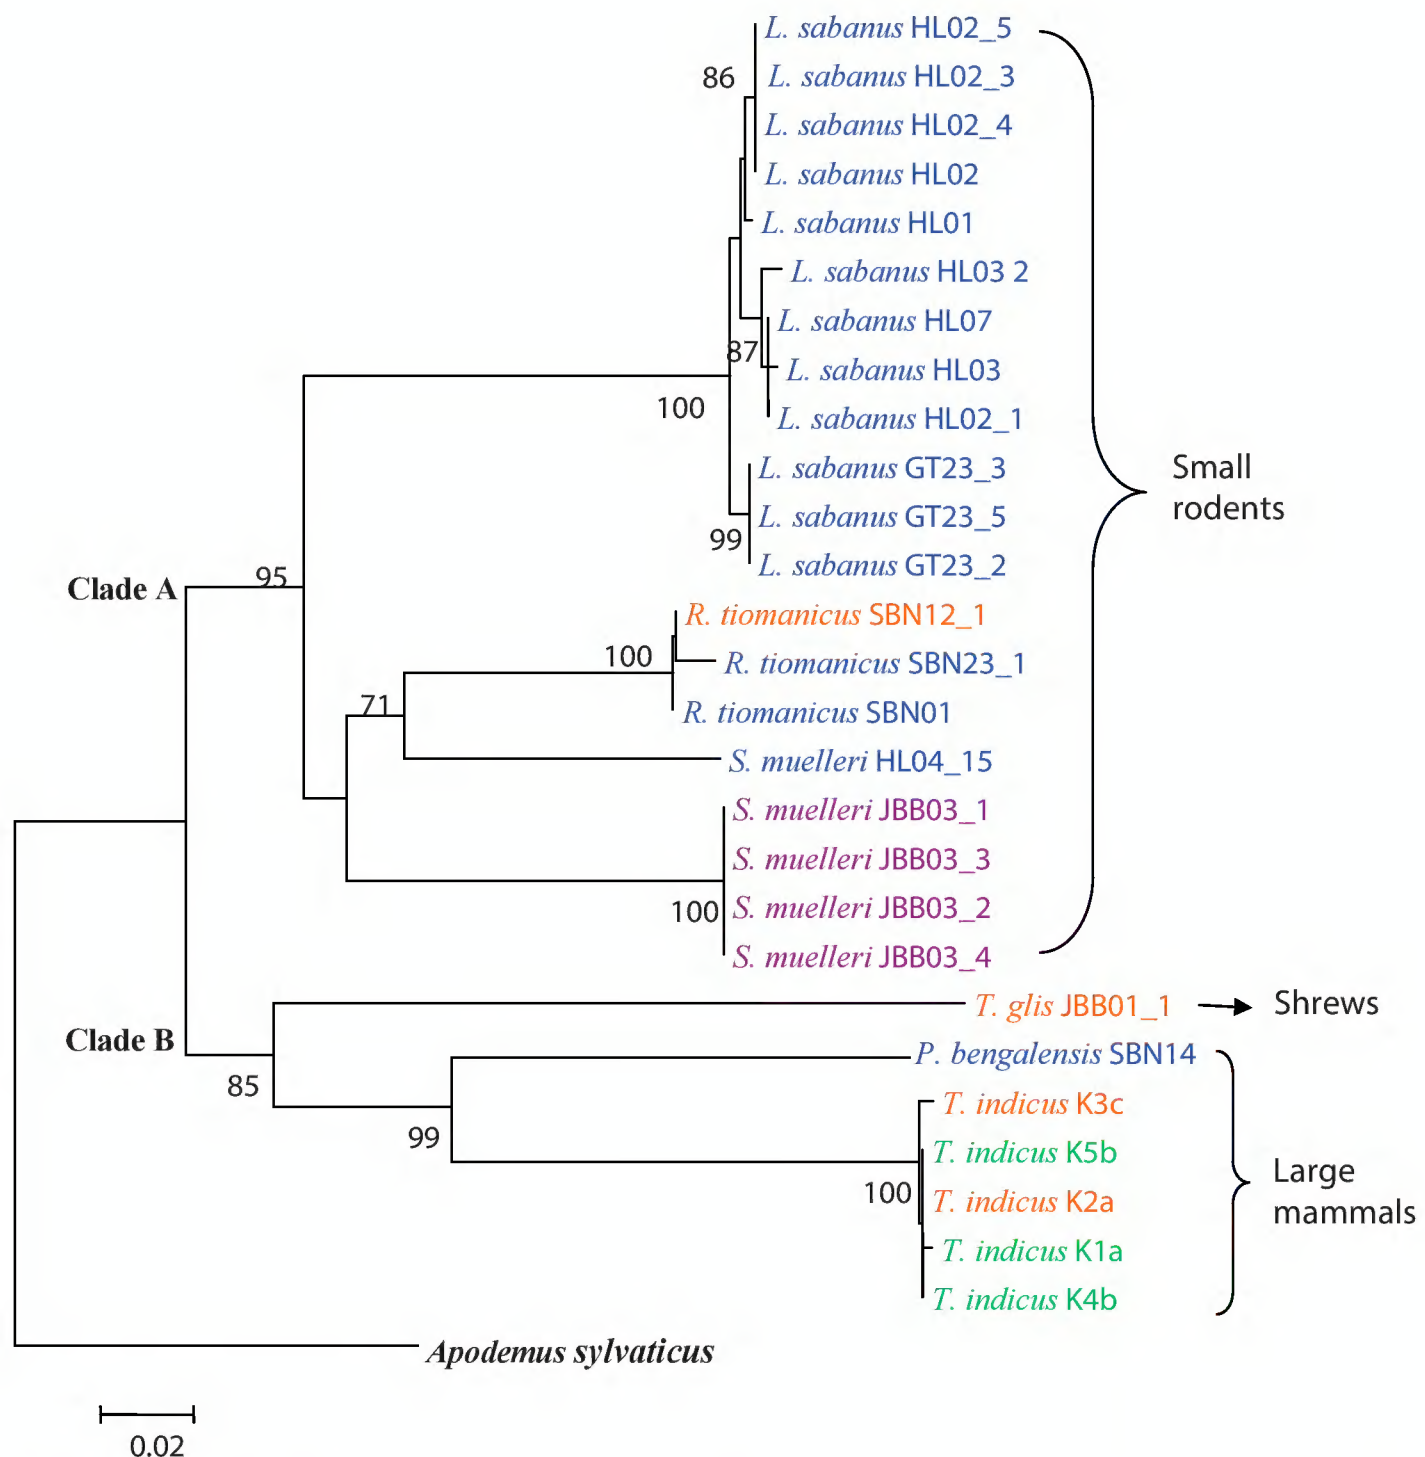 L. sabanus HL02_5
86
L. sabanus HL02_3
L. sabanus HL02_4
L. sabanus HL02
L. sabanus HL01
L. sabanus HL03 2
L. sabanus HL07
87
L. sabanus HL03
100
L. sabanus HL02_1
L. sabanus GT23_3
Small
rodents
L. sabanus GT23_5
99
L. sabanus GT23_2
Clade A
95
R. tiomanicus SBN12_1
100
R. tiomanicus SBN23_1
71
R. tiomanicus SBN01
S. muelleri HL04_15
S. muelleri JBB03_1
S. muelleri JBB03_3
100
S. muelleri JBB03_2
S. muelleri JBB03_4
T. glis JBB01_1
Shrews
Clade B
85
P. bengalensis SBN14
T. indicus K3c
99
T. indicus K5b
100
T. indicus K2a
Large
mammals
T. indicus K1a
T. indicus K4b
Apodemus sylvaticus
0.02